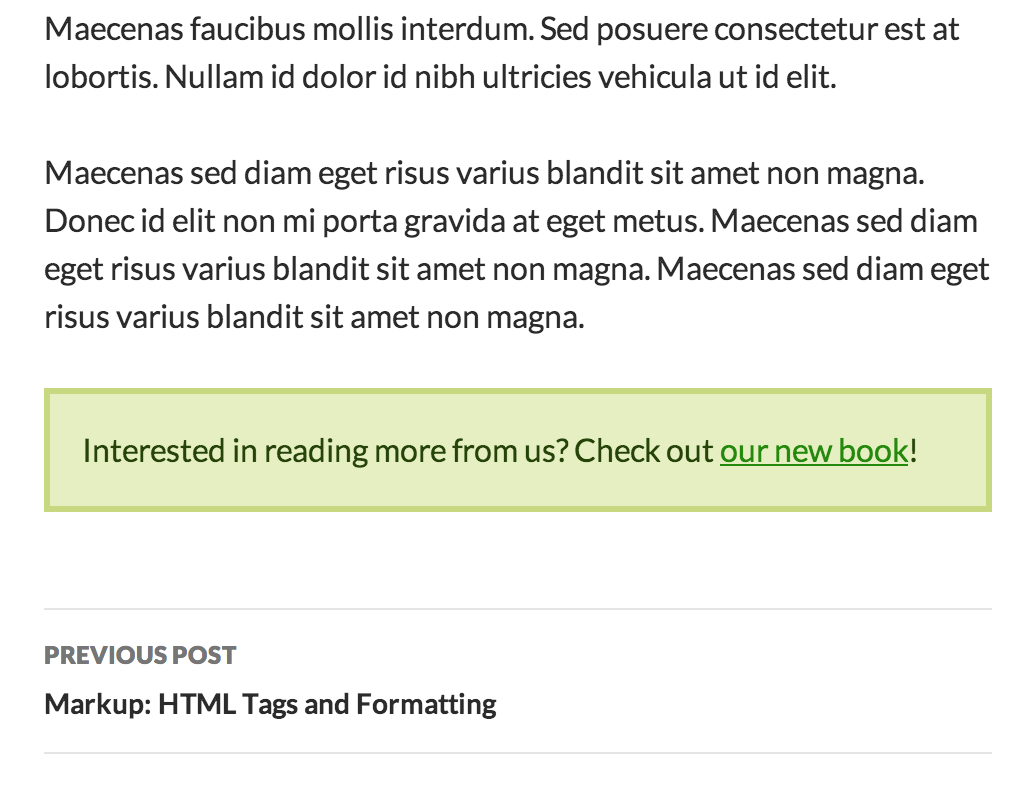 Maecenas faucibus mollis interdum. Sed posuere consectetur est at
lobortis. Nullam id dolor id nibh ultricies vehicula ut id elit.
Maecenas sed diam eget risus varius blandit sit amet non magna.
Donec id elit non mi porta gravida at eget metus. Maecenas sed diam
eget risus varius blandit sit amet non magna. Maecenas sed diam eget
risus varius blandit sit amet non magna.
Interested in reading more from us? Check out our new book!
PREVIOUS POST
Markup: HTML Tags and Formatting